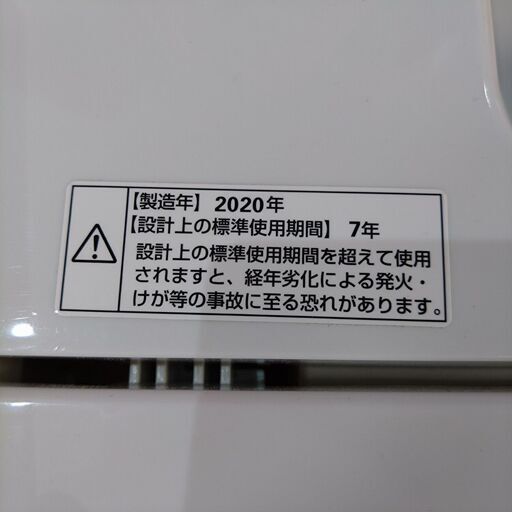 【製造年】 2020年
【設計上の標準使用期間】 7年
設計上の標準使用期間を超えて使用
されますと、経年劣化による発火・
けが等の事故に至る恐れがあります。